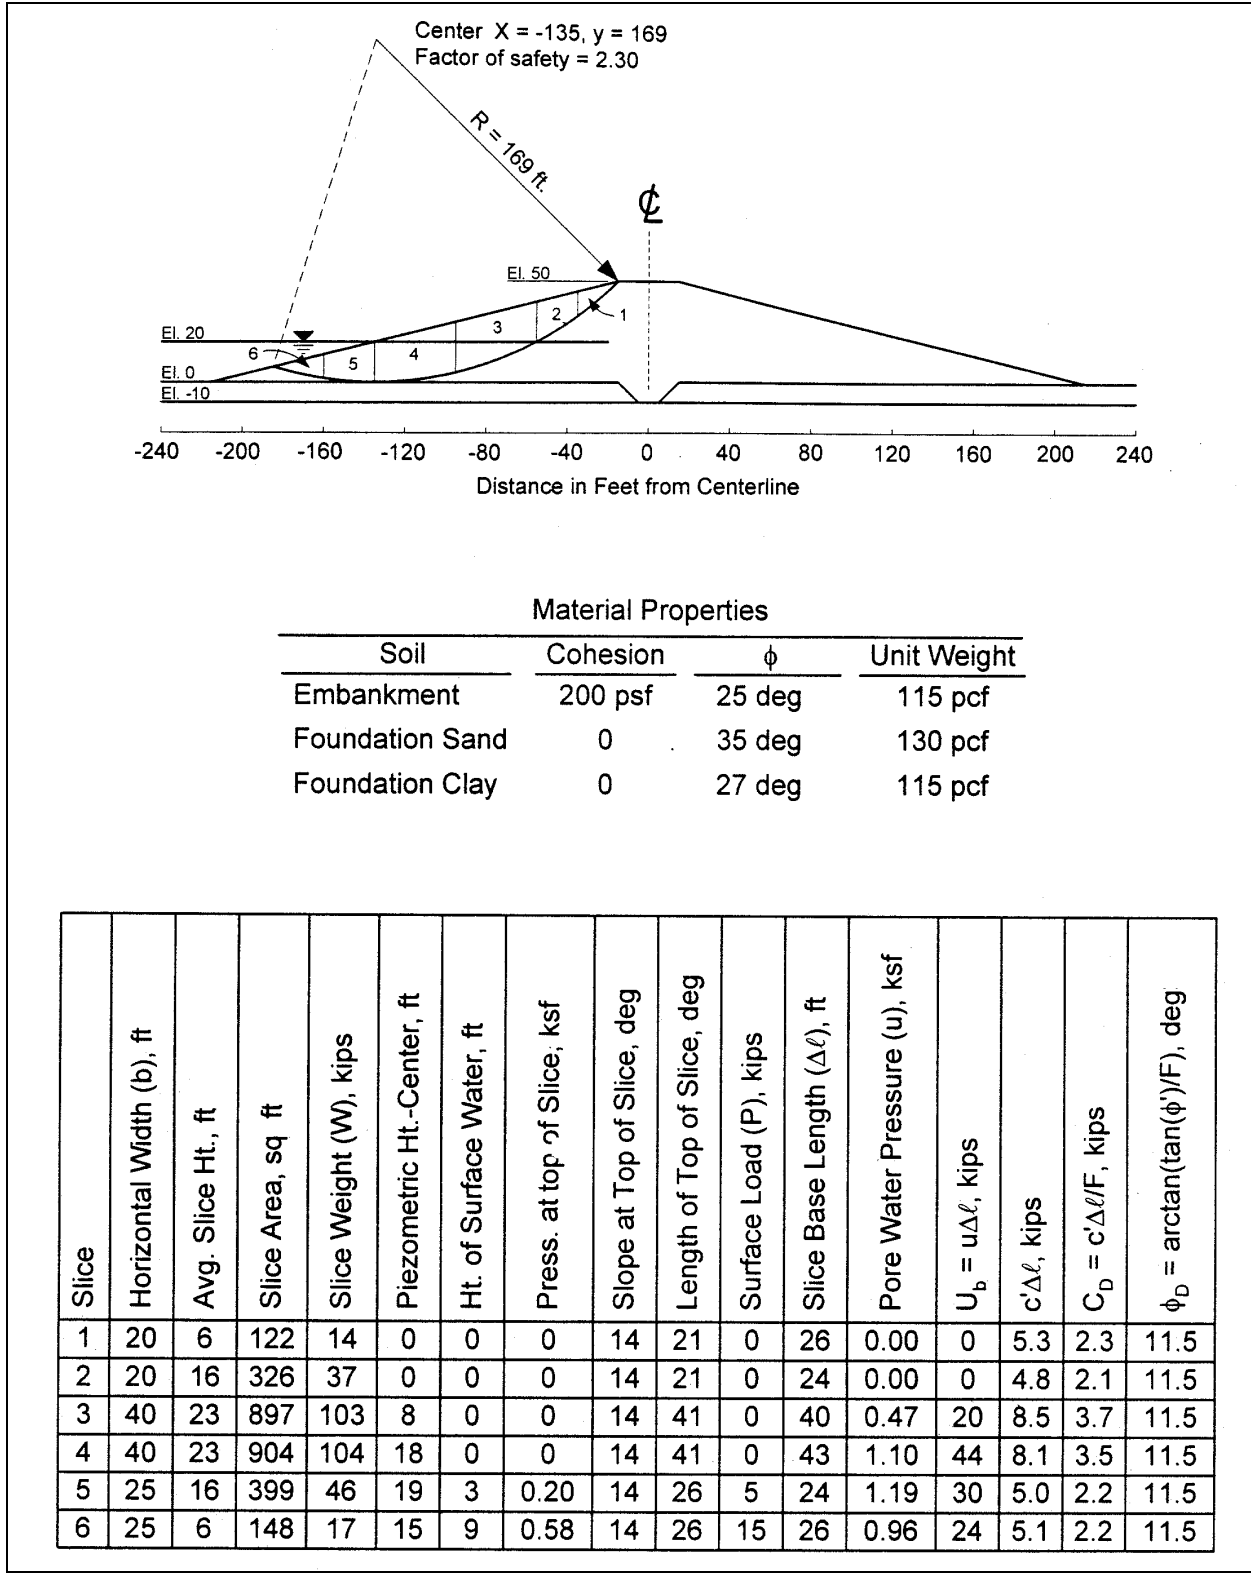 Center X = -135, y = 169
Factor of safety = 2.30
R = 169 ft.
℄
El. 50
El. 20
El. 0
El. -10
1
2
3
4
5
6
-240 -200 -160 -120 -80 -40 0 40 80 120 160 200 240
Distance in Feet from Centerline
Material Properties
Soil Cohesion ϕ Unit Weight
Embankment 200 psf 25 deg 115 pcf
Foundation Sand 0 35 deg 130 pcf
Foundation Clay 0 27 deg 115 pcf
Slice
Horizontal Width (b), ft
Avg. Slice Ht., ft
Slice Area, sq ft
Slice Weight (W), kips
Piezometric Ht.-Center, ft
Ht. of Surface Water, ft
Press. at top of Slice, ksf
Slope at Top of Slice, deg
Length of Top of Slice, deg
Surface Load (P), kips
Slice Base Length (Δℓ), ft
Pore Water Pressure (u), ksf
U_b = uΔℓ, kips
c'Δℓ, kips
C_D = c'Δℓ/F, kips
ϕ_D = arctan(tan(ϕ')/F), deg
1 20 6 122 14 0 0 0 14 21 0 26 0.00 0 5.3 2.3 11.5
2 20 16 326 37 0 0 0 14 21 0 24 0.00 0 4.8 2.1 11.5
3 40 23 897 103 8 0 0 14 41 0 40 0.47 20 8.5 3.7 11.5
4 40 23 904 104 18 0 0 14 41 0 43 1.10 44 8.1 3.5 11.5
5 25 16 399 46 19 3 0.20 14 26 5 24 1.19 30 5.0 2.2 11.5
6 25 6 148 17 15 9 0.58 14 26 15 26 0.96 24 5.1 2.2 11.5